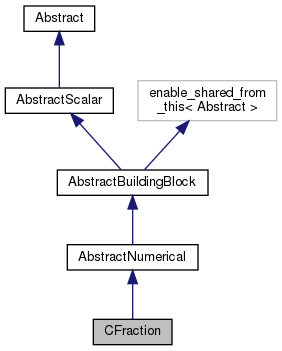 Abstract
AbstractScalar
enable_shared_from
_this< Abstract >
AbstractBuildingBlock
AbstractNumerical
CFraction